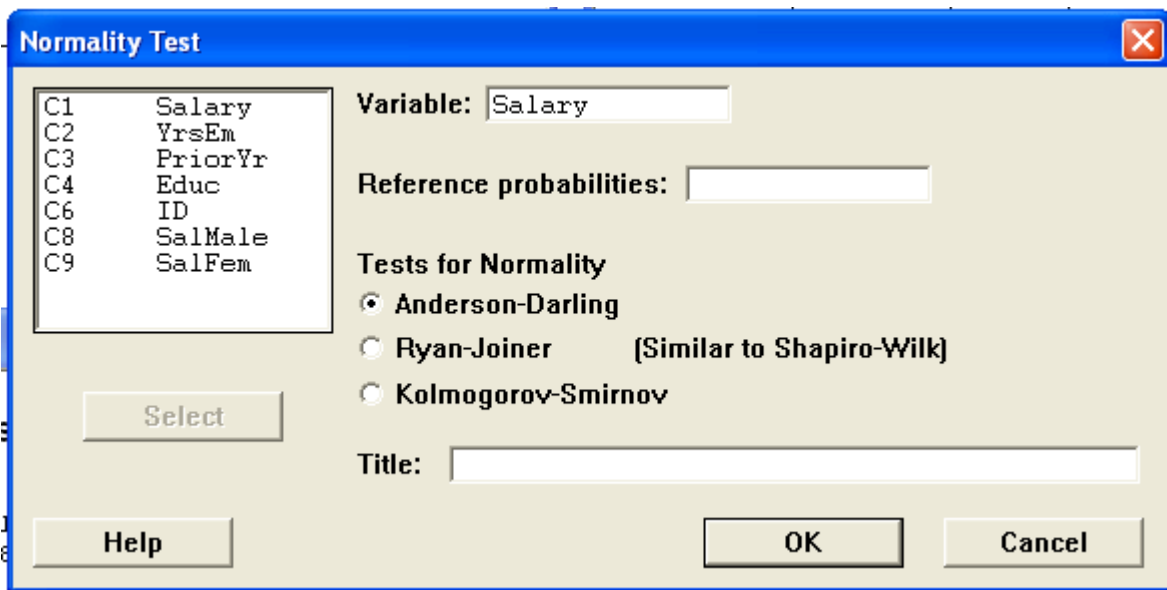 Normality Test
C1 Salary
C2 YrsEm
C3 PriorYr
C4 Educ
C6 ID
C8 SalMale
C9 SalFem
Variable: Salary
Reference probabilities:
Tests for Normality
Anderson-Darling
Ryan-Joiner (Similar to Shapiro-Wilk)
Kolmogorov-Smirnov
Select
Title:
Help
OK
Cancel